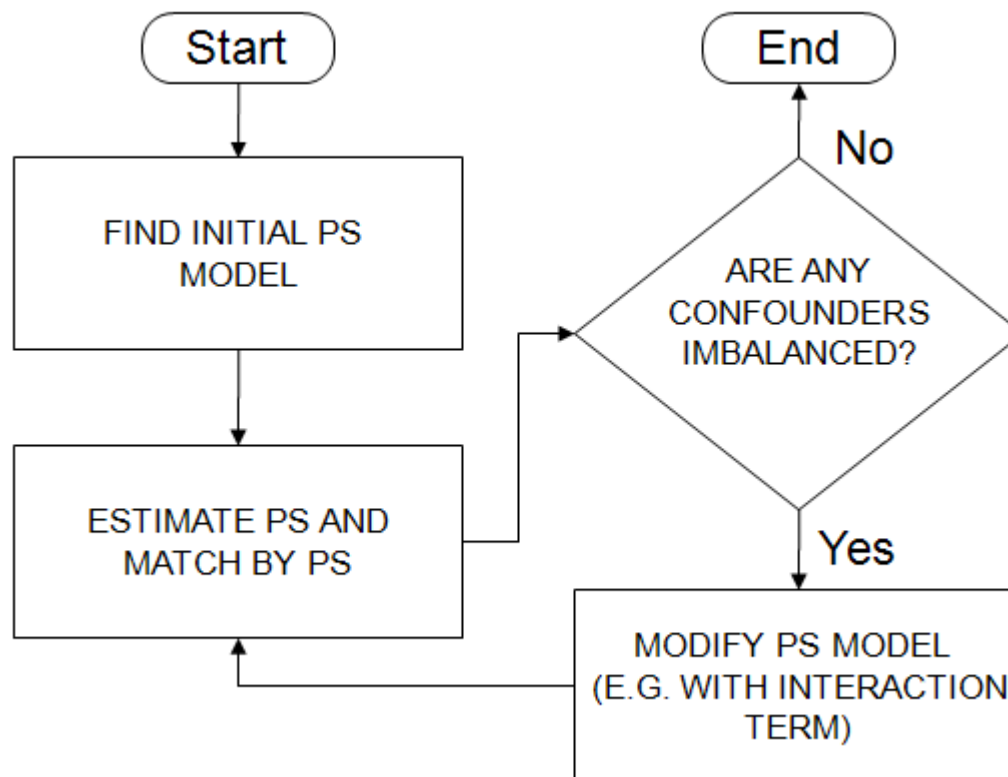 Start
FIND INITIAL PS
MODEL
ESTIMATE PS AND
MATCH BY PS
End
No
ARE ANY
CONFOUNDERS
IMBALANCED?
Yes
MODIFY PS MODEL
(E.G. WITH INTERACTION
TERM)